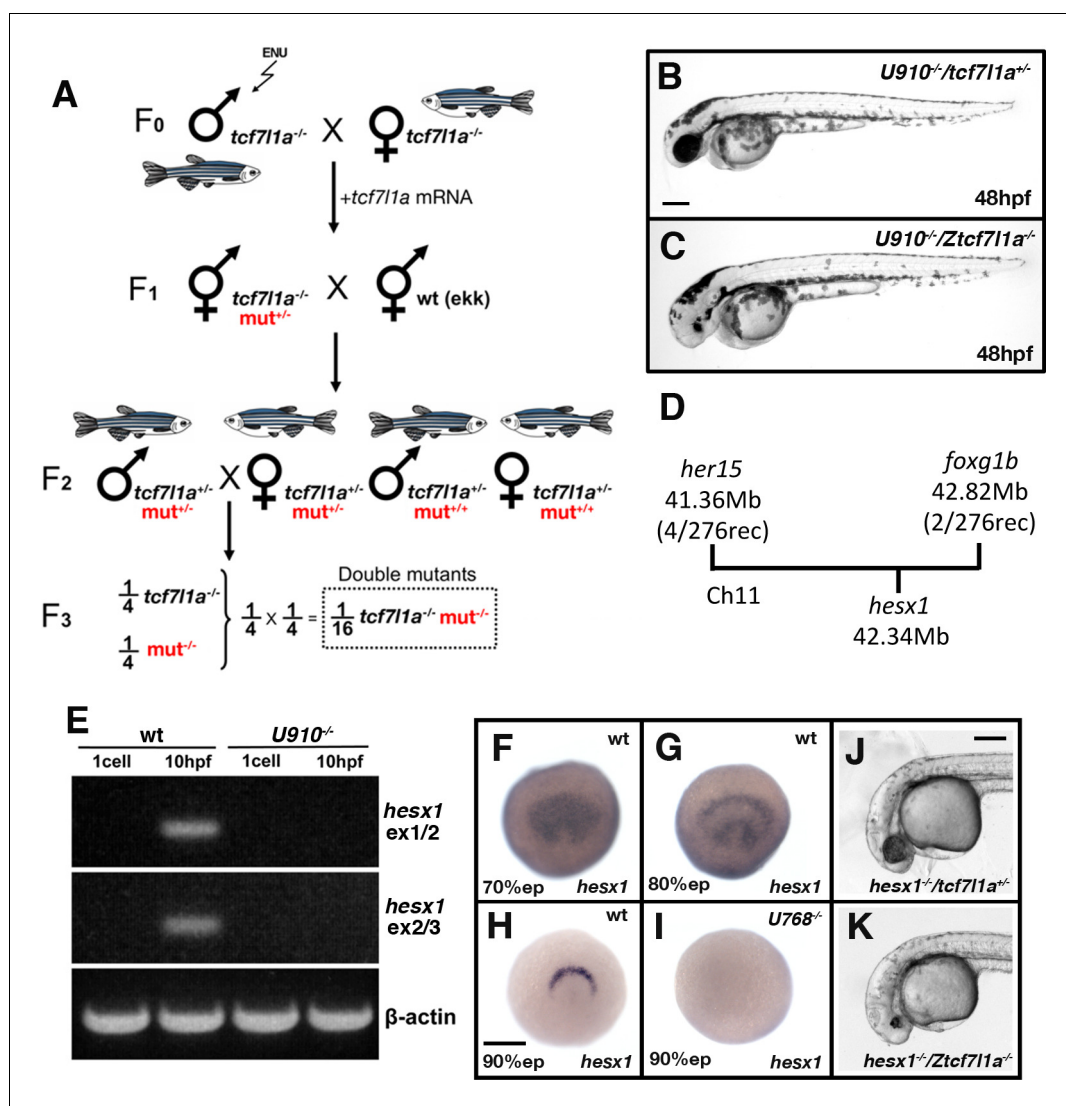 A
ENU
F0 tcf7l1a-/- X tcf7l1a-/-
+tcf7l1a mRNA
F1 tcf7l1a-/- X wt (ekk)
mut+/-
F2 tcf7l1a+/- X tcf7l1a+/- tcf7l1a+/- tcf7l1a+/-
mut+/- mut+/- mut+/+ mut+/+
Double mutants
F3 1/4 tcf7l1a-/- 1/4 x 1/4 = 1/16 tcf7l1a-/- mut-/-
1/4 mut-/-
B
U910-/-/tcf7l1a+/-
48hpf
C
U910-/-/Ztcf7l1a-/-
48hpf
D
her15
41.36Mb
(4/276rec)
foxg1b
42.82Mb
(2/276rec)
Ch11
hesx1
42.34Mb
E
wt U910-/-
1cell 10hpf 1cell 10hpf
hesx1
ex1/2
hesx1
ex2/3
β-actin
F
wt
70%ep hesx1
G
wt
80%ep hesx1
H
wt
90%ep hesx1
I
U768-/-
90%ep hesx1
J
hesx1-/-/tcf7l1a+/-
K
hesx1-/-/Ztcf7l1a-/-